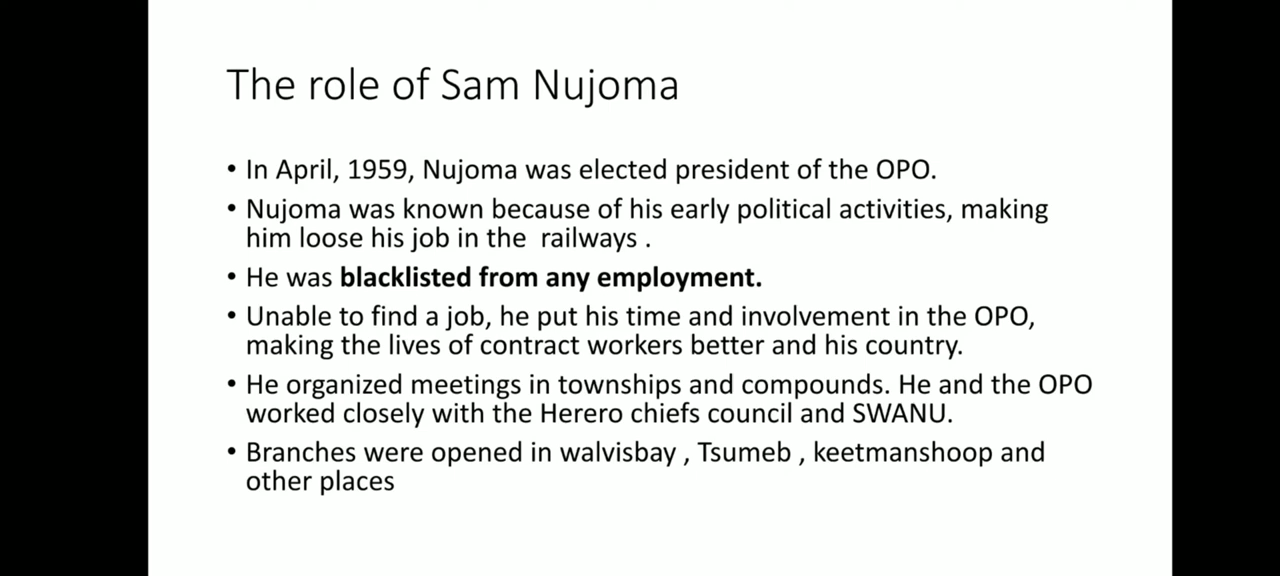 The role of Sam Nujoma
• In April, 1959, Nujoma was elected president of the OPO.
• Nujoma was known because of his early political activities, making
him loose his job in the  railways .
• He was blacklisted from any employment.
• Unable to find a job, he put his time and involvement in the OPO,
making the lives of contract workers better and his country.
• He organized meetings in townships and compounds. He and the OPO
worked closely with the Herero chiefs council and SWANU.
• Branches were opened in walvisbay , Tsumeb , keetmanshoop and
other places